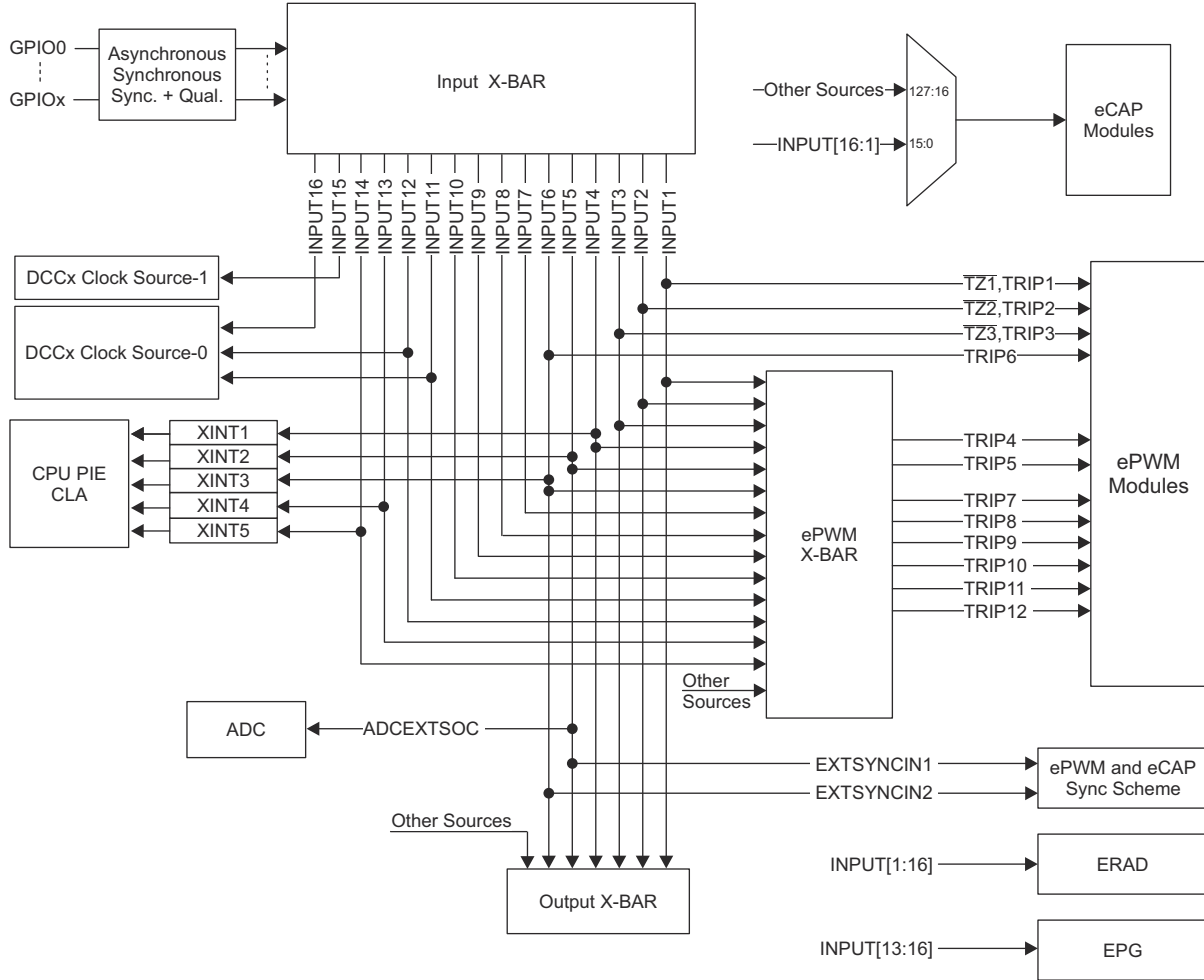 GPIO0
GPIOx
Asynchronous
Synchronous
Sync. + Qual.
Input X-BAR
Other Sources
127:16
INPUT[16:1]
15:0
eCAP
Modules
INPUT16
INPUT15
INPUT14
INPUT13
INPUT12
INPUT11
INPUT10
INPUT9
INPUT8
INPUT7
INPUT6
INPUT5
INPUT4
INPUT3
INPUT2
INPUT1
DCCx Clock Source-1
DCCx Clock Source-0
TZ1,TRIP1
TZ2,TRIP2
TZ3,TRIP3
TRIP6
CPU PIE
CLA
XINT1
XINT2
XINT3
XINT4
XINT5
ePWM
X-BAR
TRIP4
TRIP5
TRIP7
TRIP8
TRIP9
TRIP10
TRIP11
TRIP12
ePWM
Modules
Other
Sources
ADC
ADCEXTSOC
EXTSYNCIN1
EXTSYNCIN2
ePWM and eCAP
Sync Scheme
Other Sources
Output X-BAR
INPUT[1:16]
ERAD
INPUT[13:16]
EPG